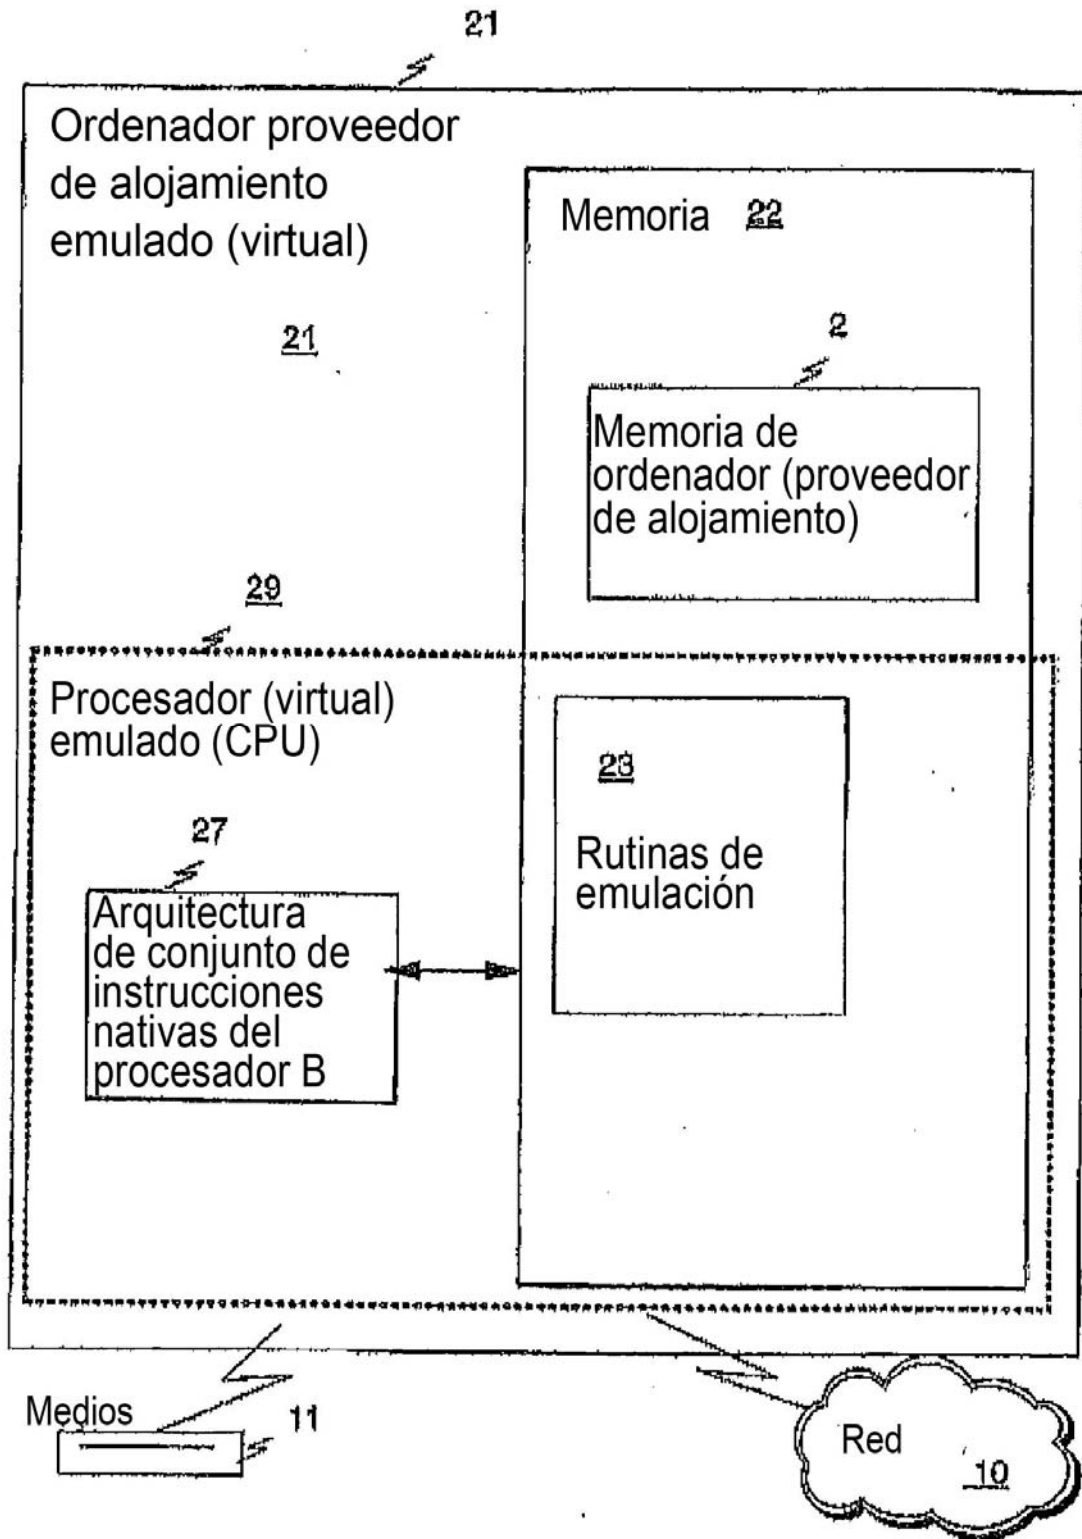 21
Ordenador proveedor
de alojamiento
emulado (virtual)
21
Memoria 22
2
Memoria de
ordenador (proveedor
de alojamiento)
29
Procesador (virtual)
emulado (CPU)
27
Arquitectura
de conjunto de
instrucciones
nativas del
procesador B
23
Rutinas de
emulación
Medios
11
Red
10